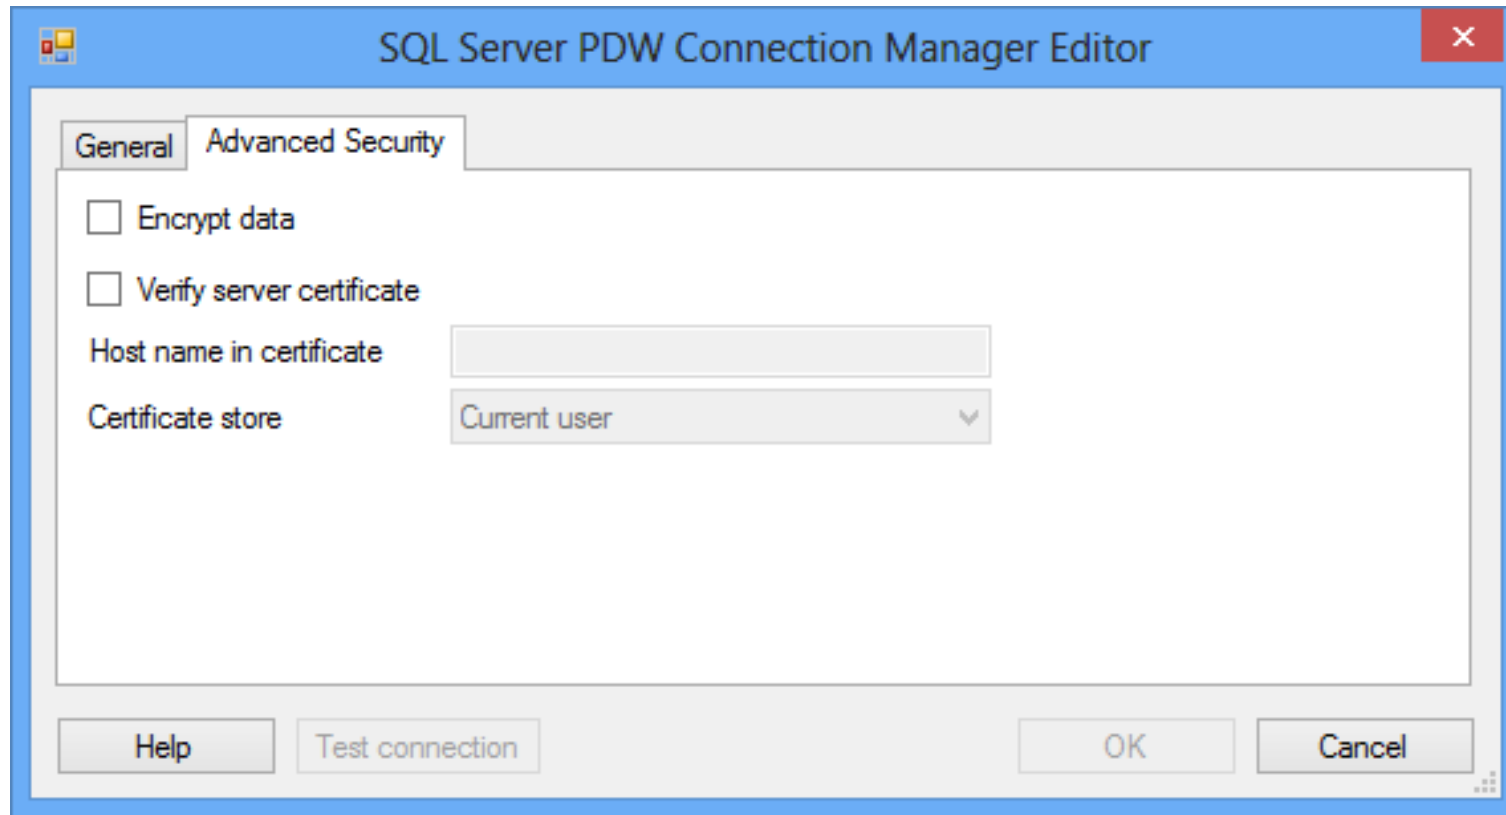 SQL Server PDW Connection Manager Editor
General Advanced Security
Encrypt data
Verify server certificate
Host name in certificate
Certificate store Current user
Help Test connection OK Cancel